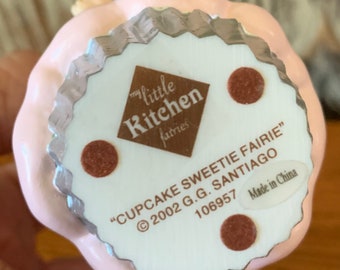 my little
Kitchen
fairies
"CUPCAKE SWEETIE FAIRIE"
© 2002 G.G. SANTIAGO
106957
Made in China